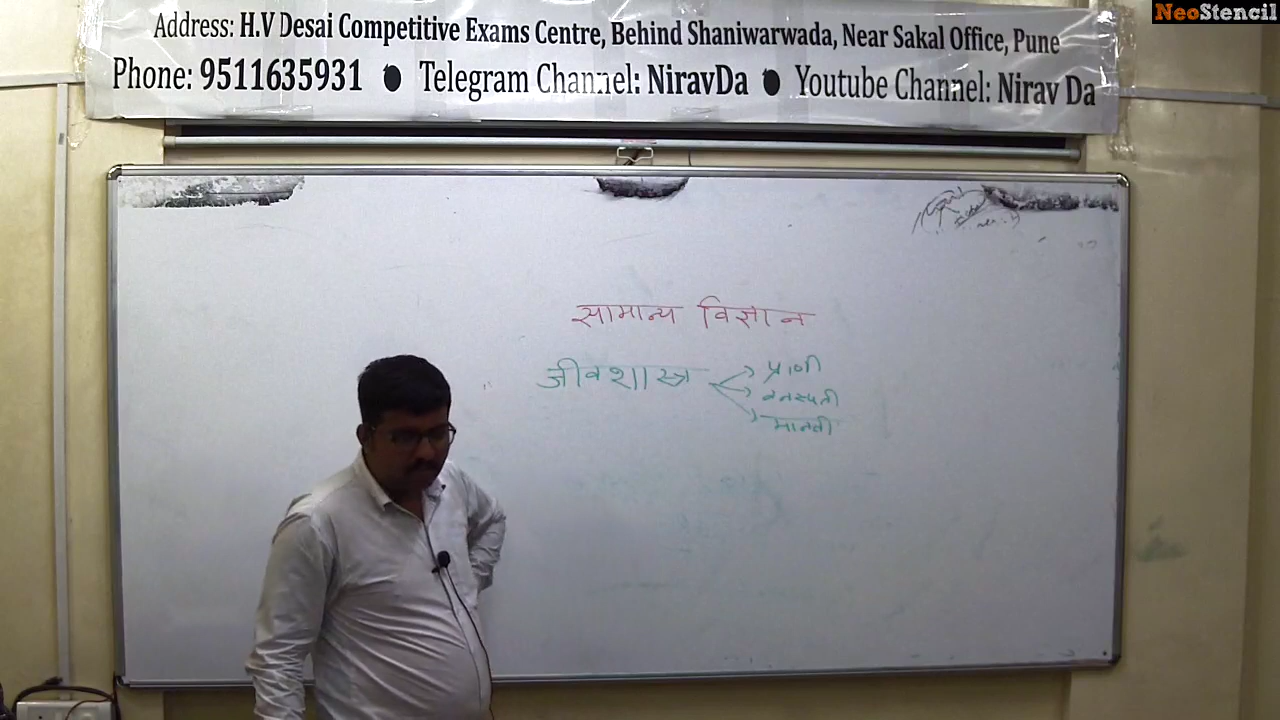 NeoStencil
Address: H.V Desai Competitive Exams Centre, Behind Shaniwarwada, Near Sakal Office, Pune
Phone: 9511635931 ● Telegram Channel: NiravDa ● Youtube Channel: Nirav Da
सामान्य विज्ञान
जीवशास्त्र
प्राणी
वनस्पती
मानवी